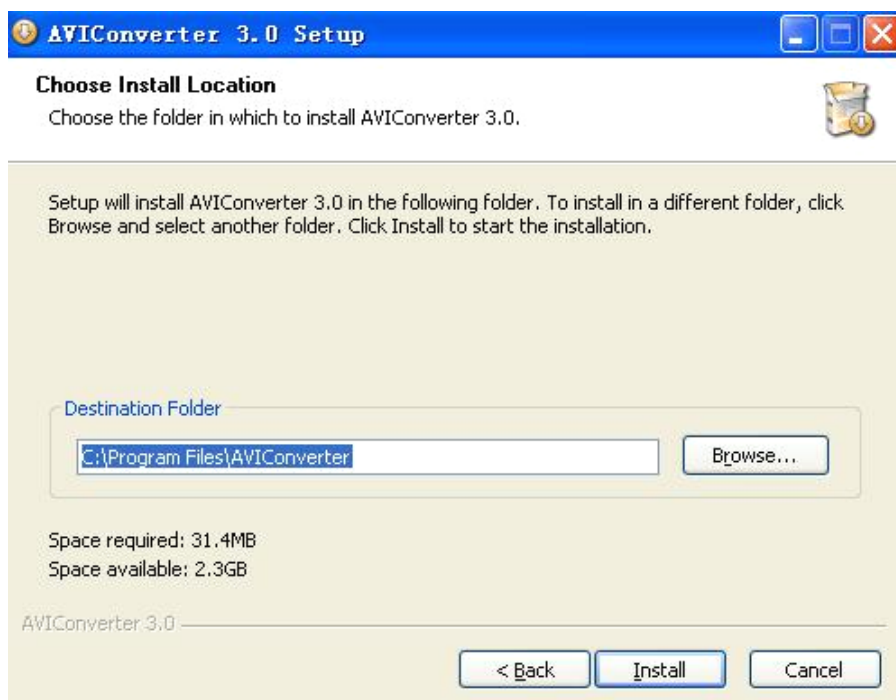 AVIConverter 3.0 Setup
Choose Install Location
Choose the folder in which to install AVIConverter 3.0.
Setup will install AVIConverter 3.0 in the following folder. To install in a different folder, click
Browse and select another folder. Click Install to start the installation.
Destination Folder
C:\Program Files\AVIConverter
Browse...
Space required: 31.4MB
Space available: 2.3GB
AVIConverter 3.0
< Back Install Cancel